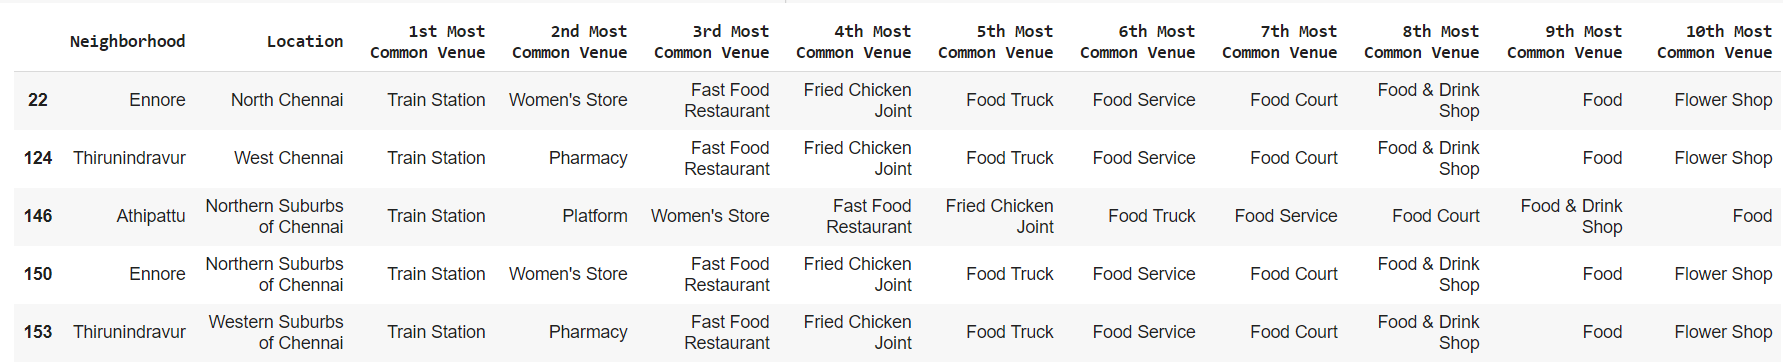 Neighborhood Location 1st Most Common Venue 2nd Most Common Venue 3rd Most Common Venue 4th Most Common Venue 5th Most Common Venue 6th Most Common Venue 7th Most Common Venue 8th Most Common Venue 9th Most Common Venue 10th Most Common Venue
22 Ennore North Chennai Train Station Women's Store Fast Food Restaurant Fried Chicken Joint Food Truck Food Service Food Court Food & Drink Shop Food Flower Shop
124 Thirunindravur West Chennai Train Station Pharmacy Fast Food Restaurant Fried Chicken Joint Food Truck Food Service Food Court Food & Drink Shop Food Flower Shop
146 Athipattu Northern Suburbs of Chennai Train Station Platform Women's Store Fast Food Restaurant Fried Chicken Joint Food Truck Food Service Food Court Food & Drink Shop Food
150 Ennore Northern Suburbs of Chennai Train Station Women's Store Fast Food Restaurant Fried Chicken Joint Food Truck Food Service Food Court Food & Drink Shop Food Flower Shop
153 Thirunindravur Western Suburbs of Chennai Train Station Pharmacy Fast Food Restaurant Fried Chicken Joint Food Truck Food Service Food Court Food & Drink Shop Food Flower Shop